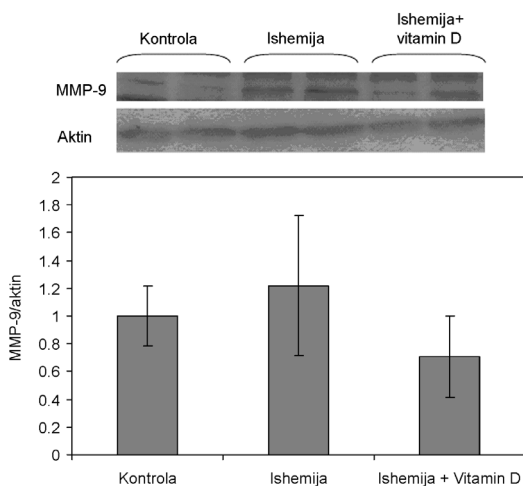 Kontrola
Ishemija
Ishemija+
vitamin D
MMP-9
Aktin
2
1.8
1.6
1.4
1.2
1
0.8
0.6
0.4
0.2
0
MMP-9/aktin
Kontrola
Ishemija
Ishemija + Vitamin D